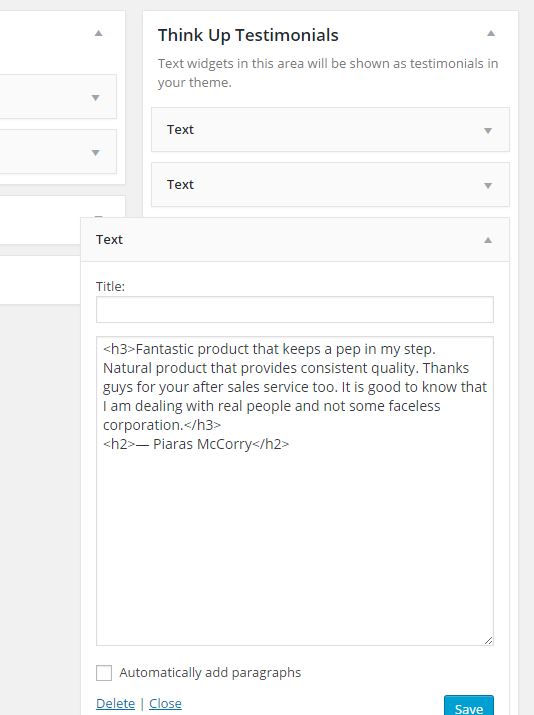 Think Up Testimonials
Text widgets in this area will be shown as testimonials in
your theme.
Text
Text
Text
Title:
<h3>Fantastic product that keeps a pep in my step.
Natural product that provides consistent quality. Thanks
guys for your after sales service too. It is good to know that
I am dealing with real people and not some faceless
corporation.</h3>
<h2>— Piaras McCorry</h2>
Automatically add paragraphs
Delete | Close
Save